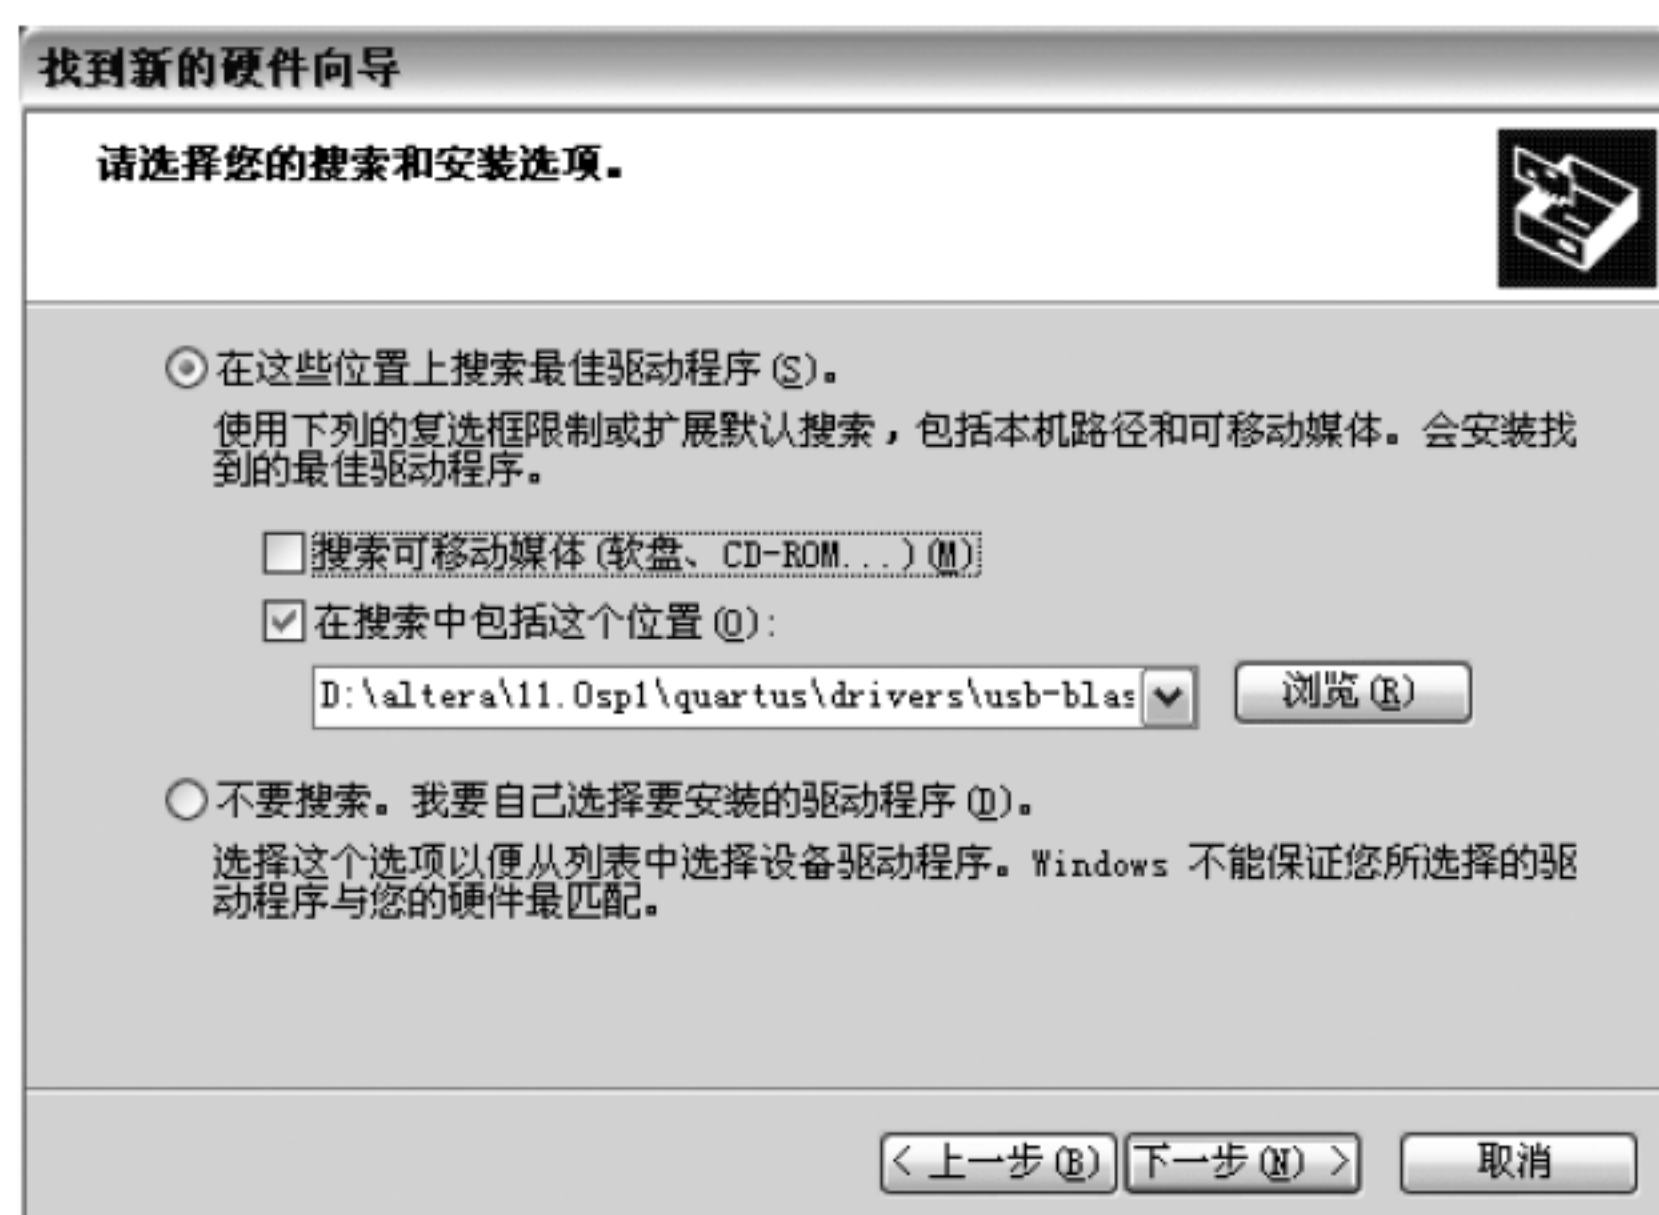 找到新的硬件向导
请选择您的搜索和安装选项。
在这些位置上搜索最佳驱动程序(S)。
使用下列的复选框限制或扩展默认搜索，包括本机路径和可移动媒体。会安装找
到的最佳驱动程序。
搜索可移动媒体(软盘、CD-ROM...)(M)
在搜索中包括这个位置(O):
D:\altera\11.0sp1\quartus\drivers\usb-blas
浏览(R)
不要搜索。我要自己选择要安装的驱动程序(D)。
选择这个选项以便从列表中选择设备驱动程序。Windows 不能保证您所选择的驱
动程序与您的硬件最匹配。
< 上一步(B)
下一步(N) >
取消